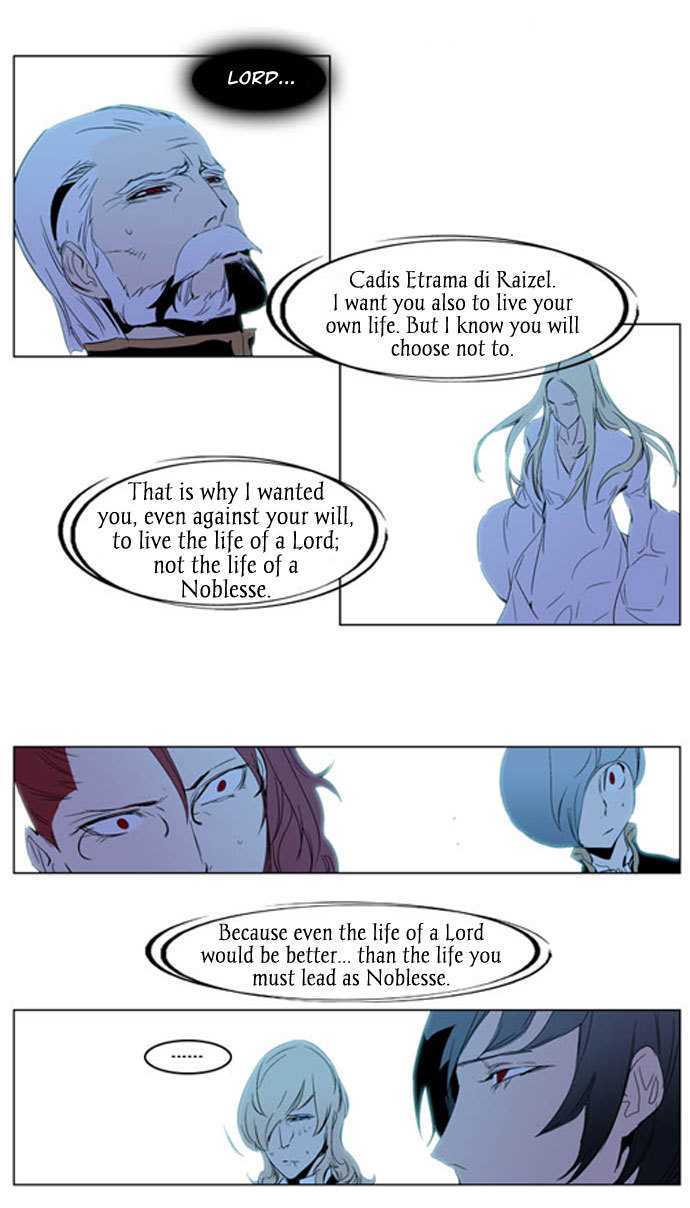 LORD...
Cadis Etrama di Raizel.
I want you also to live your
own life. But I know you will
choose not to.
That is why I wanted
you, even against your will,
to live the life of a Lord;
not the life of a
Noblesse.
Because even the life of a Lord
would be better... than the life you
must lead as Noblesse.
------